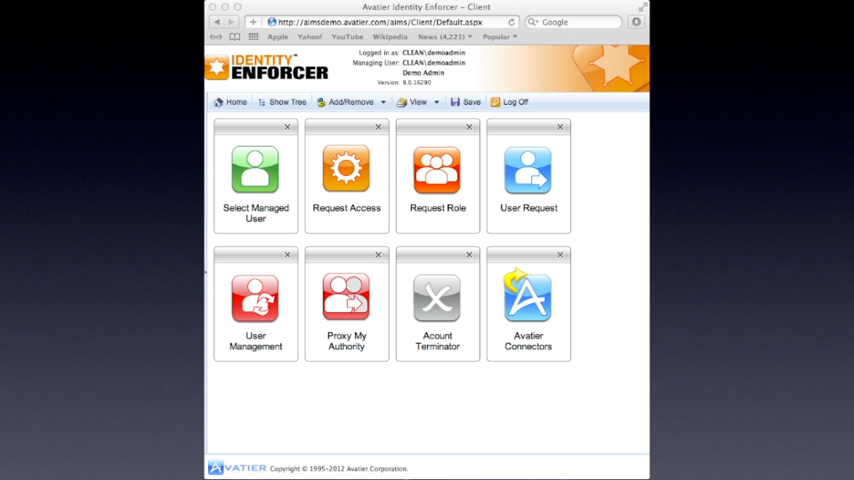 Avatier Identity Enforcer – Client
http://aimsdemo.avatier.com/aims/Client/Default.aspx
Google
Apple Yahoo! YouTube Wikipedia News (4,221) Popular
IDENTITY™
ENFORCER
Logged in as: CLEAN\demoadmin
Managing User: CLEAN\demoadmin
Demo Admin
Version: 9.0.16290
Home Show Tree Add/Remove View Save Log Off
Select Managed
User
Request Access
Request Role
User Request
User
Management
Proxy My
Authority
Acount
Terminator
Avatier
Connectors
AVATIER Copyright © 1995-2012 Avatier Corporation.